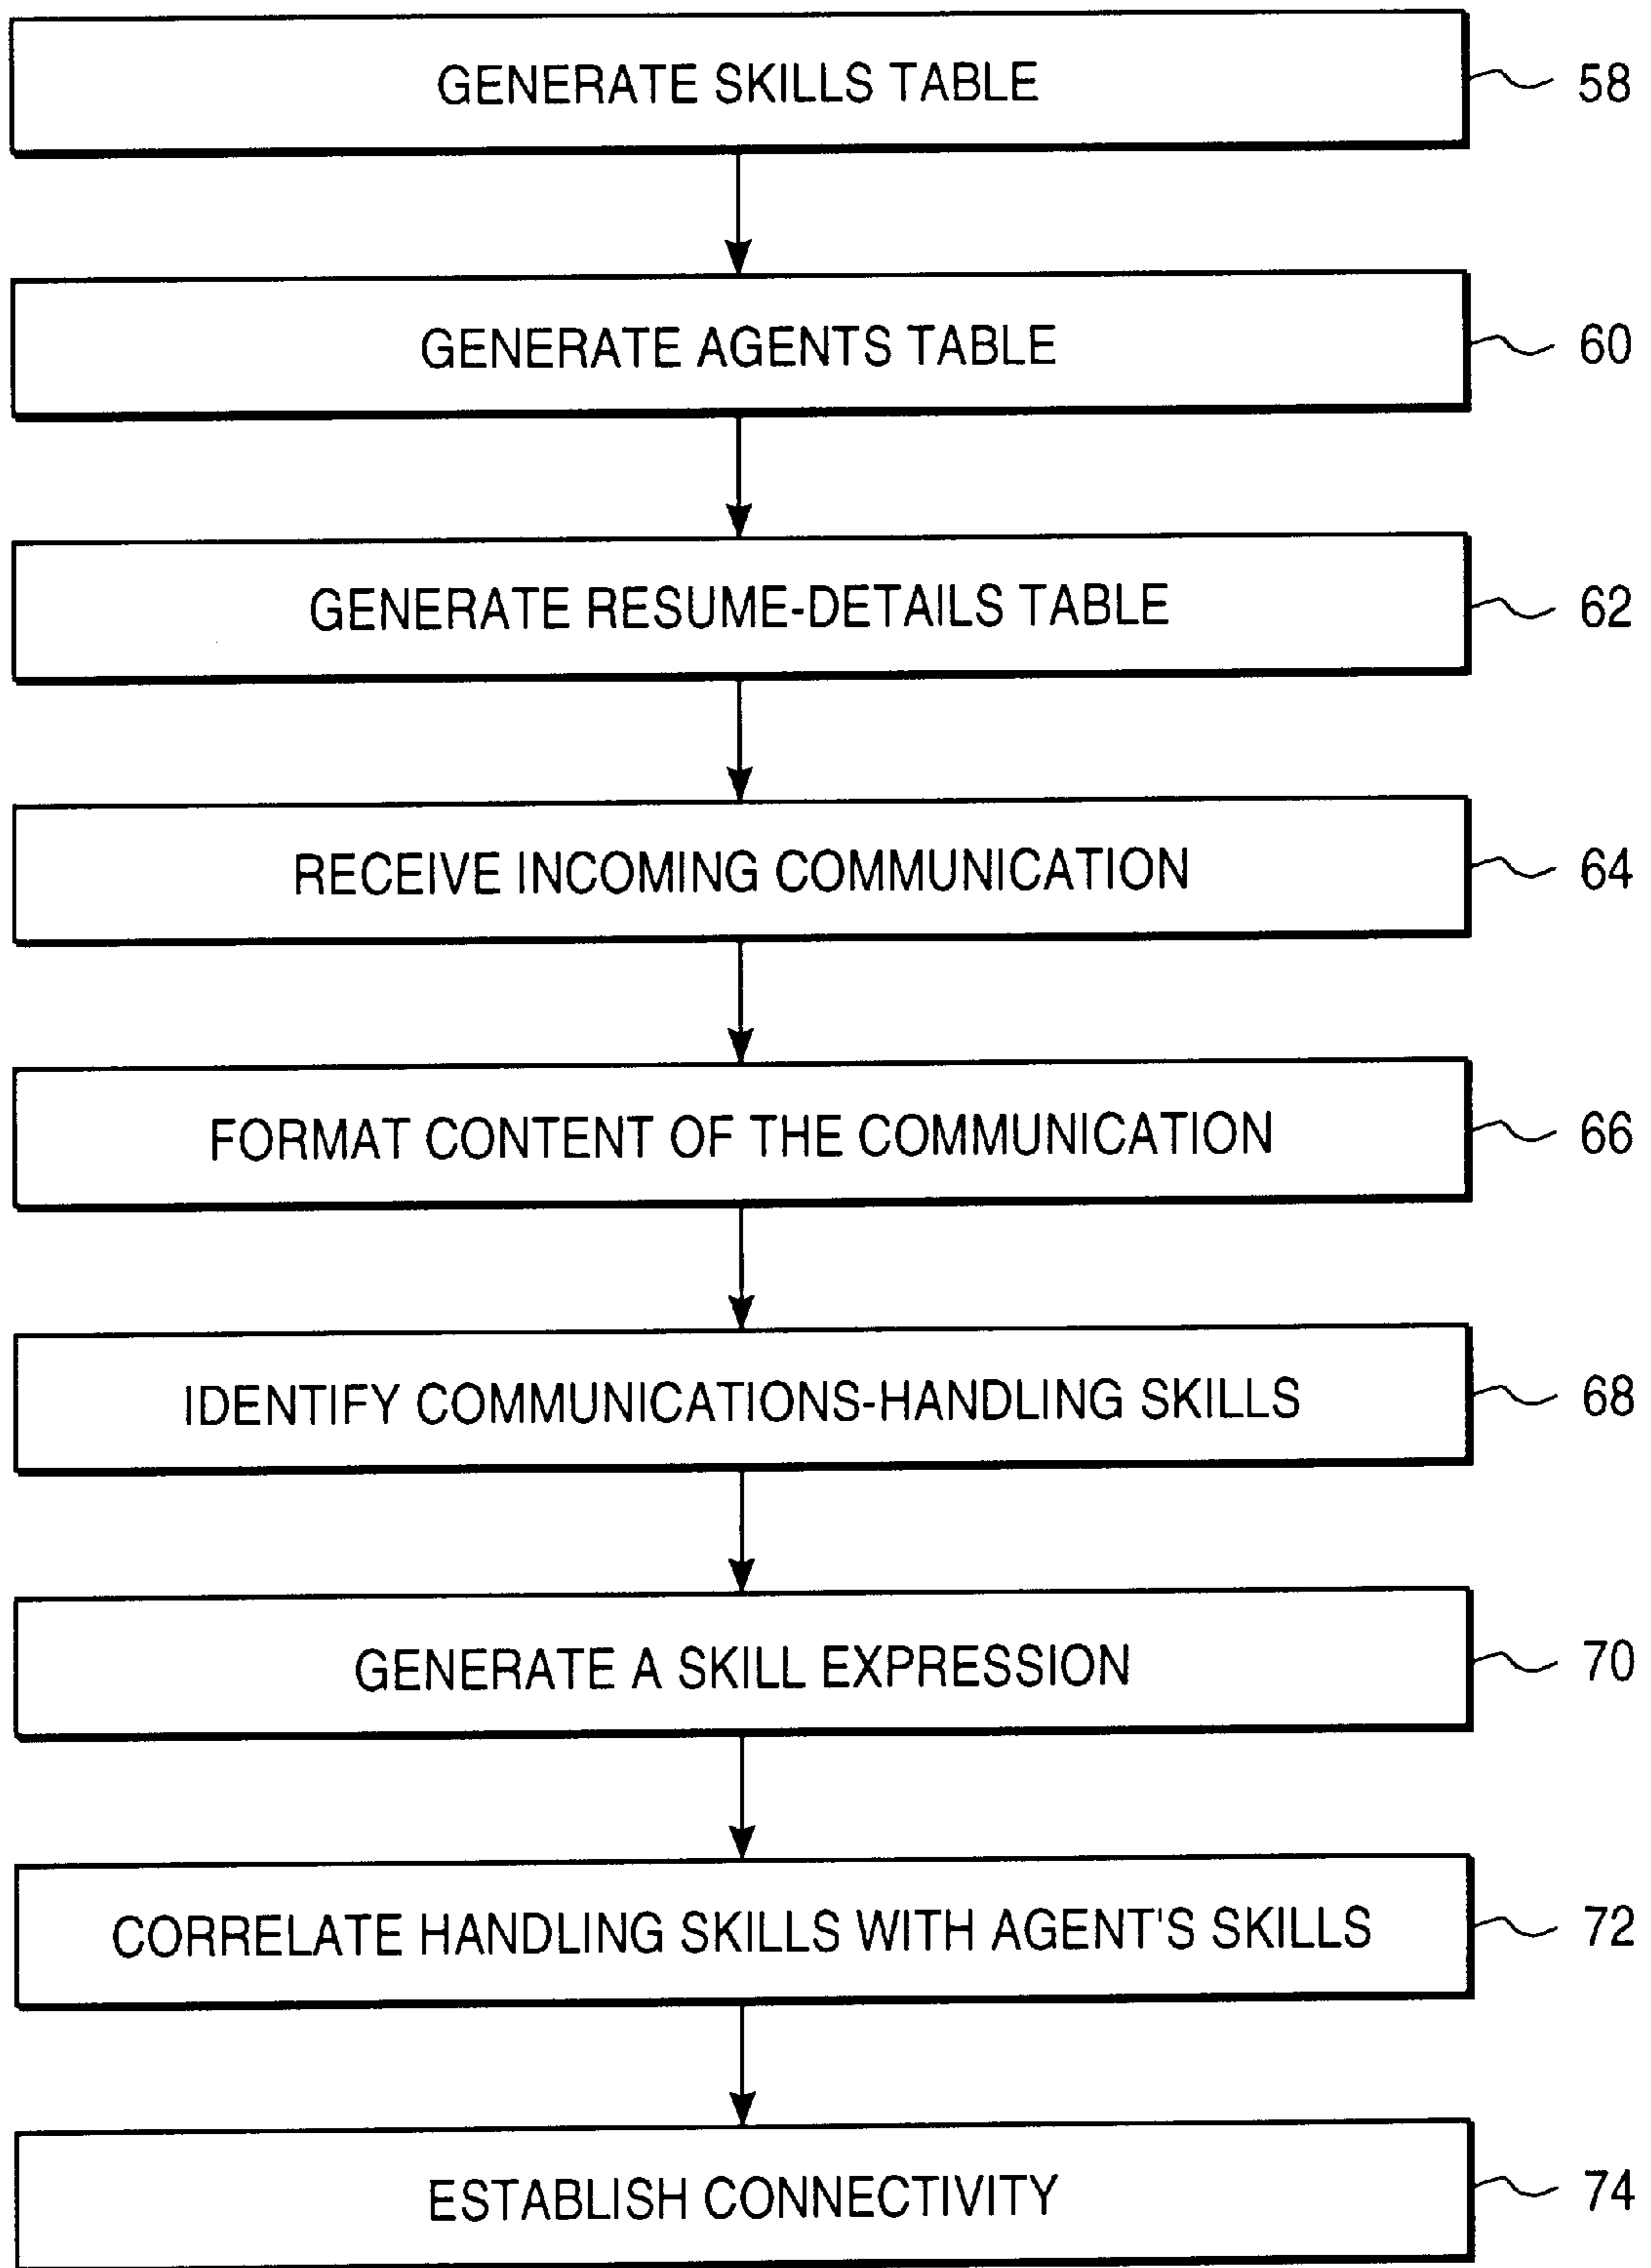 GENERATE SKILLS TABLE 58
GENERATE AGENTS TABLE 60
GENERATE RESUME-DETAILS TABLE 62
RECEIVE INCOMING COMMUNICATION 64
FORMAT CONTENT OF THE COMMUNICATION 66
IDENTIFY COMMUNICATIONS-HANDLING SKILLS 68
GENERATE A SKILL EXPRESSION 70
CORRELATE HANDLING SKILLS WITH AGENT'S SKILLS 72
ESTABLISH CONNECTIVITY 74